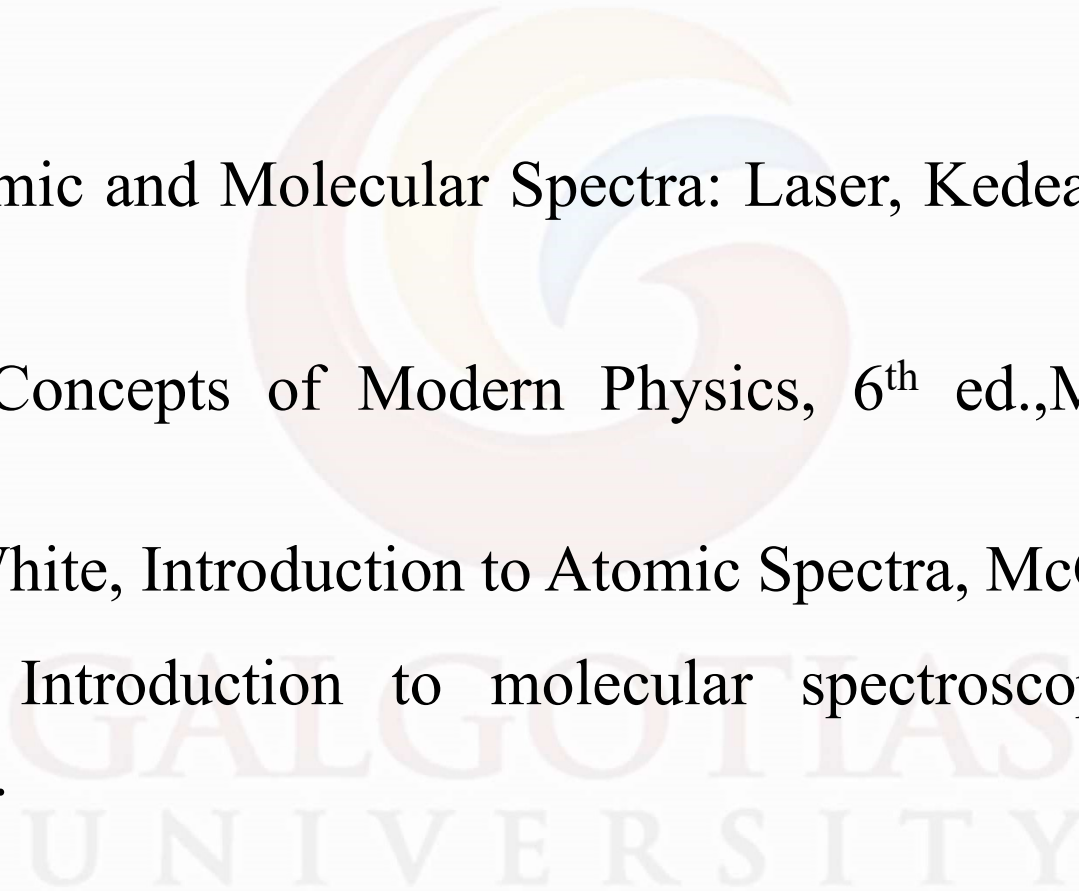 mic and Molecular Spectra: Laser, Kedea
Concepts of Modern Physics, 6th ed.,M
hite, Introduction to Atomic Spectra, Mc
Introduction to molecular spectrosco
.
GALGOTIAS
UNIVERSITY